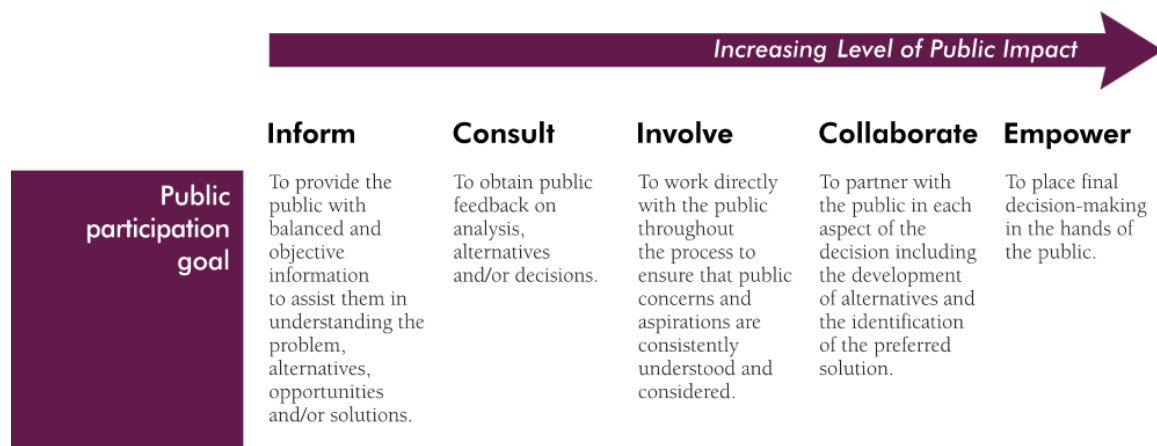 Increasing Level of Public Impact
Inform
Consult
Involve
Collaborate
Empower
Public
participation
goal
To provide the
public with
balanced and
objective
information
to assist them in
understanding the
problem,
alternatives,
opportunities
and/or solutions.
To obtain public
feedback on
analysis,
alternatives
and/or decisions.
To work directly
with the public
throughout
the process to
ensure that public
concerns and
aspirations are
consistently
understood and
considered.
To partner with
the public in each
aspect of the
decision including
the development
of alternatives and
the identification
of the preferred
solution.
To place final
decision-making
in the hands of
the public.